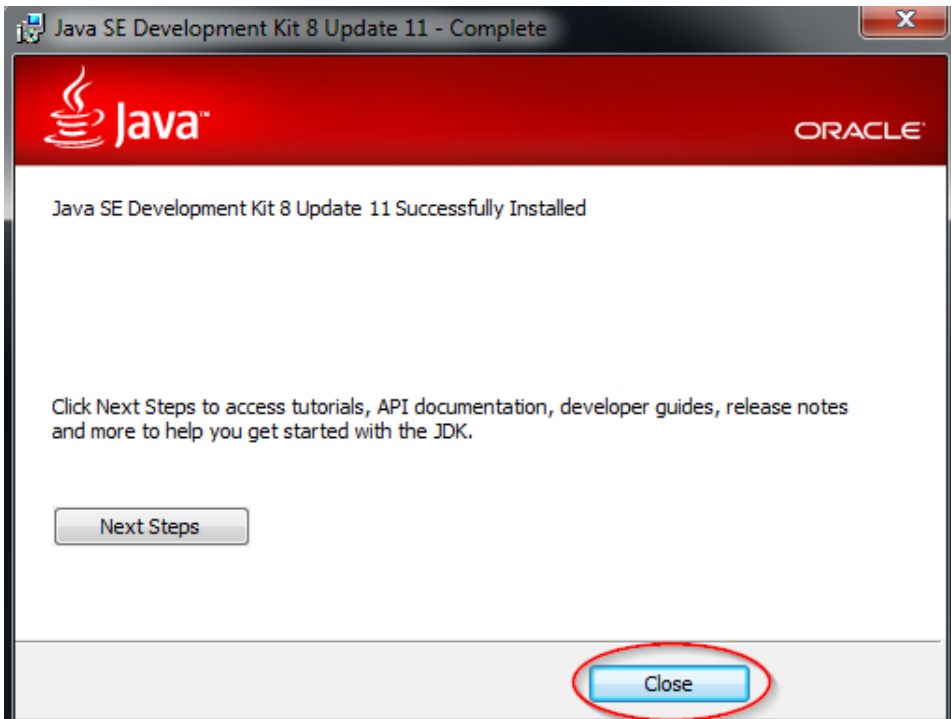 Java SE Development Kit 8 Update 11 - Complete
Java™
ORACLE
Java SE Development Kit 8 Update 11 Successfully Installed
Click Next Steps to access tutorials, API documentation, developer guides, release notes
and more to help you get started with the JDK.
Next Steps
Close